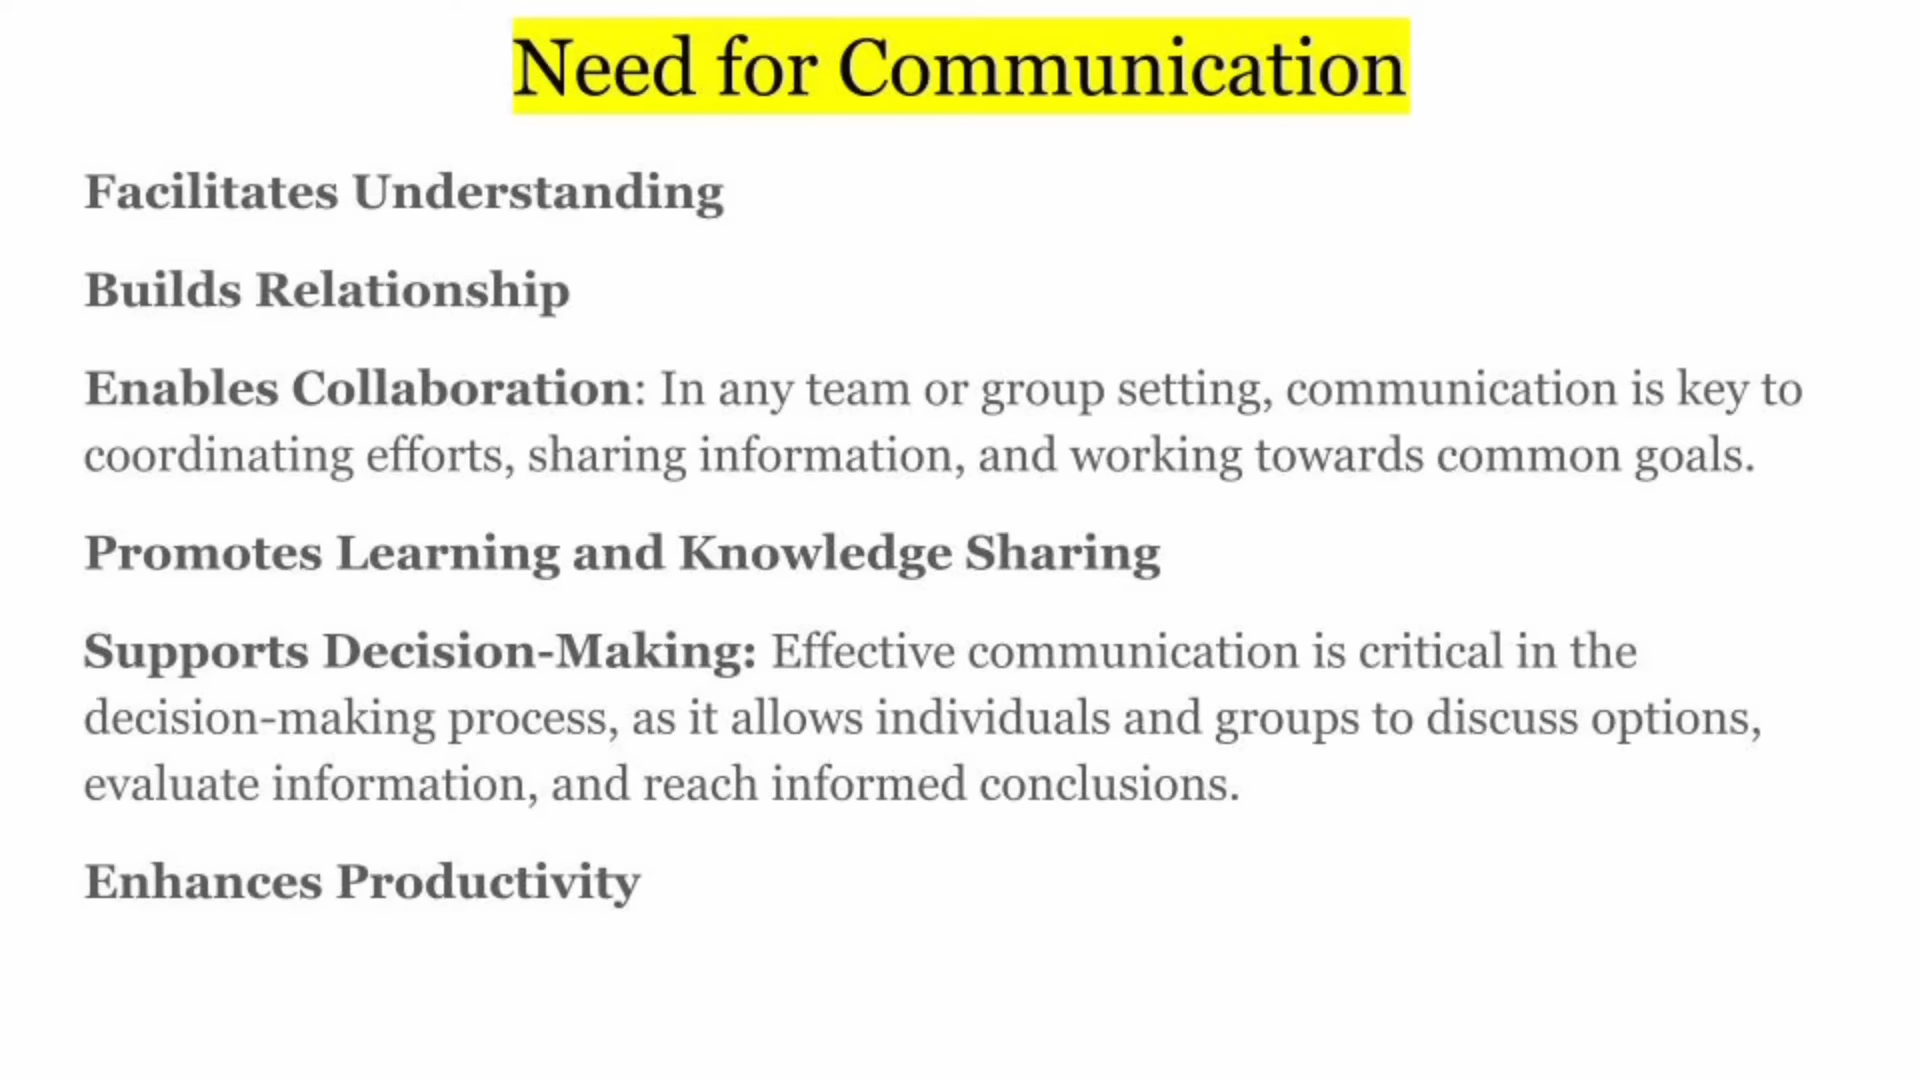 Need for Communication
Facilitates Understanding
Builds Relationship
Enables Collaboration: In any team or group setting, communication is key to
coordinating efforts, sharing information, and working towards common goals.
Promotes Learning and Knowledge Sharing
Supports Decision-Making: Effective communication is critical in the
decision-making process, as it allows individuals and groups to discuss options,
evaluate information, and reach informed conclusions.
Enhances Productivity